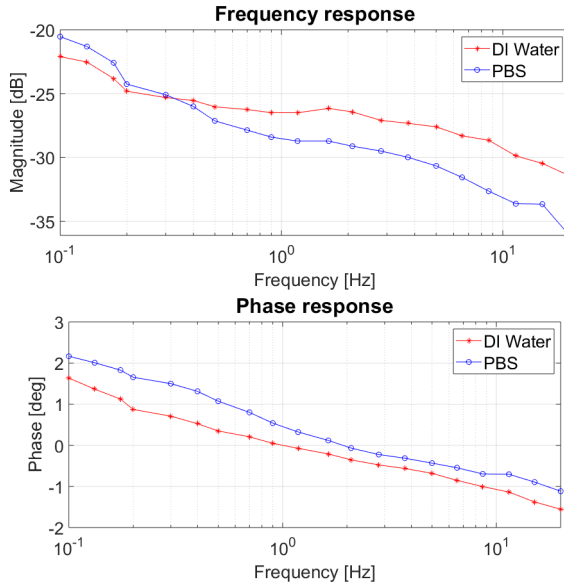 Frequency response
-20
-25
-30
-35
Magnitude [dB]
DI Water
PBS
10^-1
10^0
10^1
Frequency [Hz]
Phase response
3
2
1
0
-1
-2
Phase [deg]
DI Water
PBS
10^-1
10^0
10^1
Frequency [Hz]